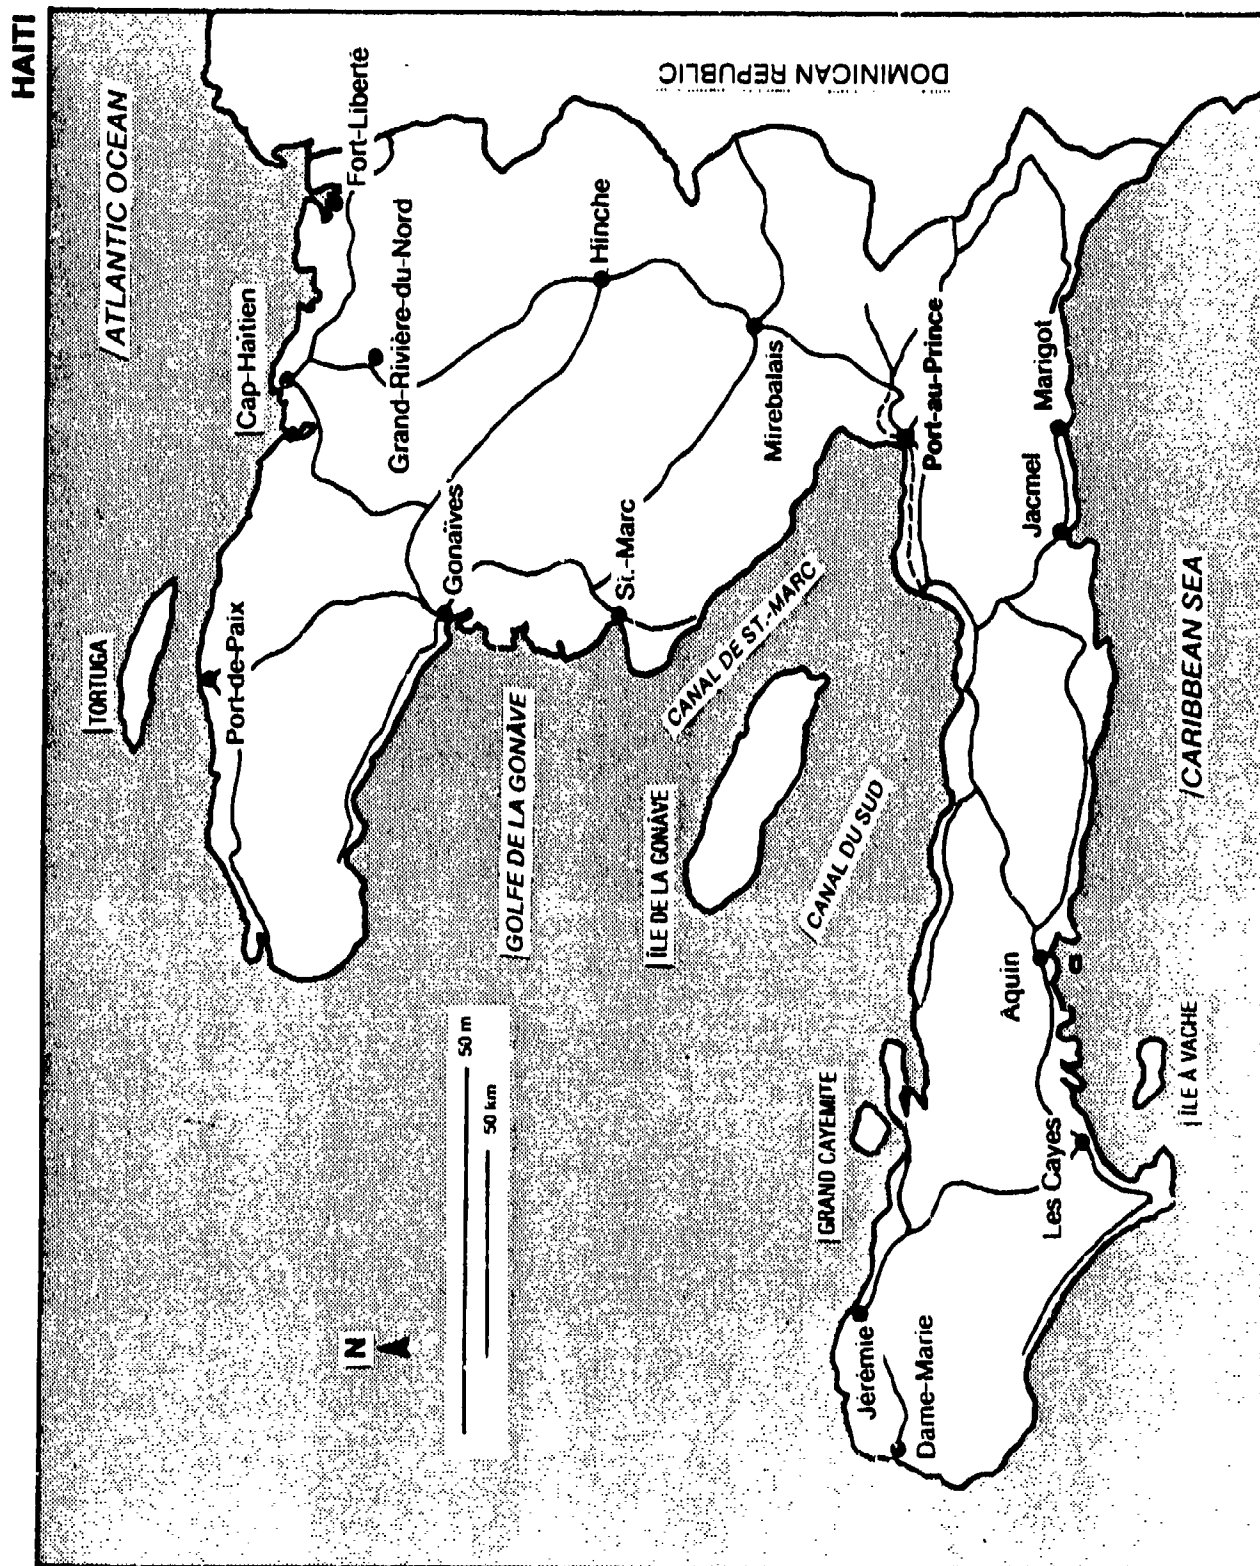 HAITI
ATLANTIC OCEAN
TORTUGA
Port-de-Paix
Cap-Haïtien
Fort-Liberté
Grand-Rivière-du-Nord
Gonaïves
Hinche
DOMINICAN REPUBLIC
N
50 m
50 km
GOLFE DE LA GONÂVE
St.-Marc
CANAL DE ST.-MARC
ÎLE DE LA GONÂVE
Mirebalais
CANAL DU SUD
GRAND CAYEMITE
Jérémie
Dame-Marie
Port-au-Prince
Aquin
Jacmel
Marigot
Les Cayes
ÎLE À VACHE
CARIBBEAN SEA